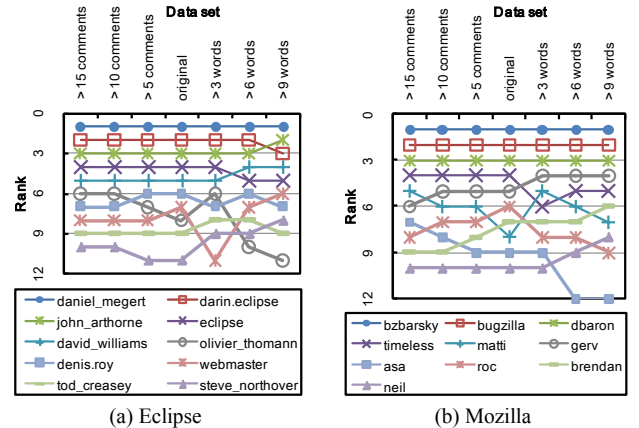 Data set
> 15 comments
> 10 comments
> 5 comments
original
> 3 words
> 6 words
> 9 words
Rank
0
3
6
9
12
daniel_megert
darin.eclipse
john_arthorne
eclipse
david_williams
olivier_thomann
denis.roy
webmaster
tod_creasey
steve_northover
(a) Eclipse
Data set
> 15 comments
> 10 comments
> 5 comments
original
> 3 words
> 6 words
> 9 words
Rank
0
3
6
9
12
bzbarsky
bugzilla
dbaron
timeless
matti
gerv
asa
roc
brendan
neil
(b) Mozilla